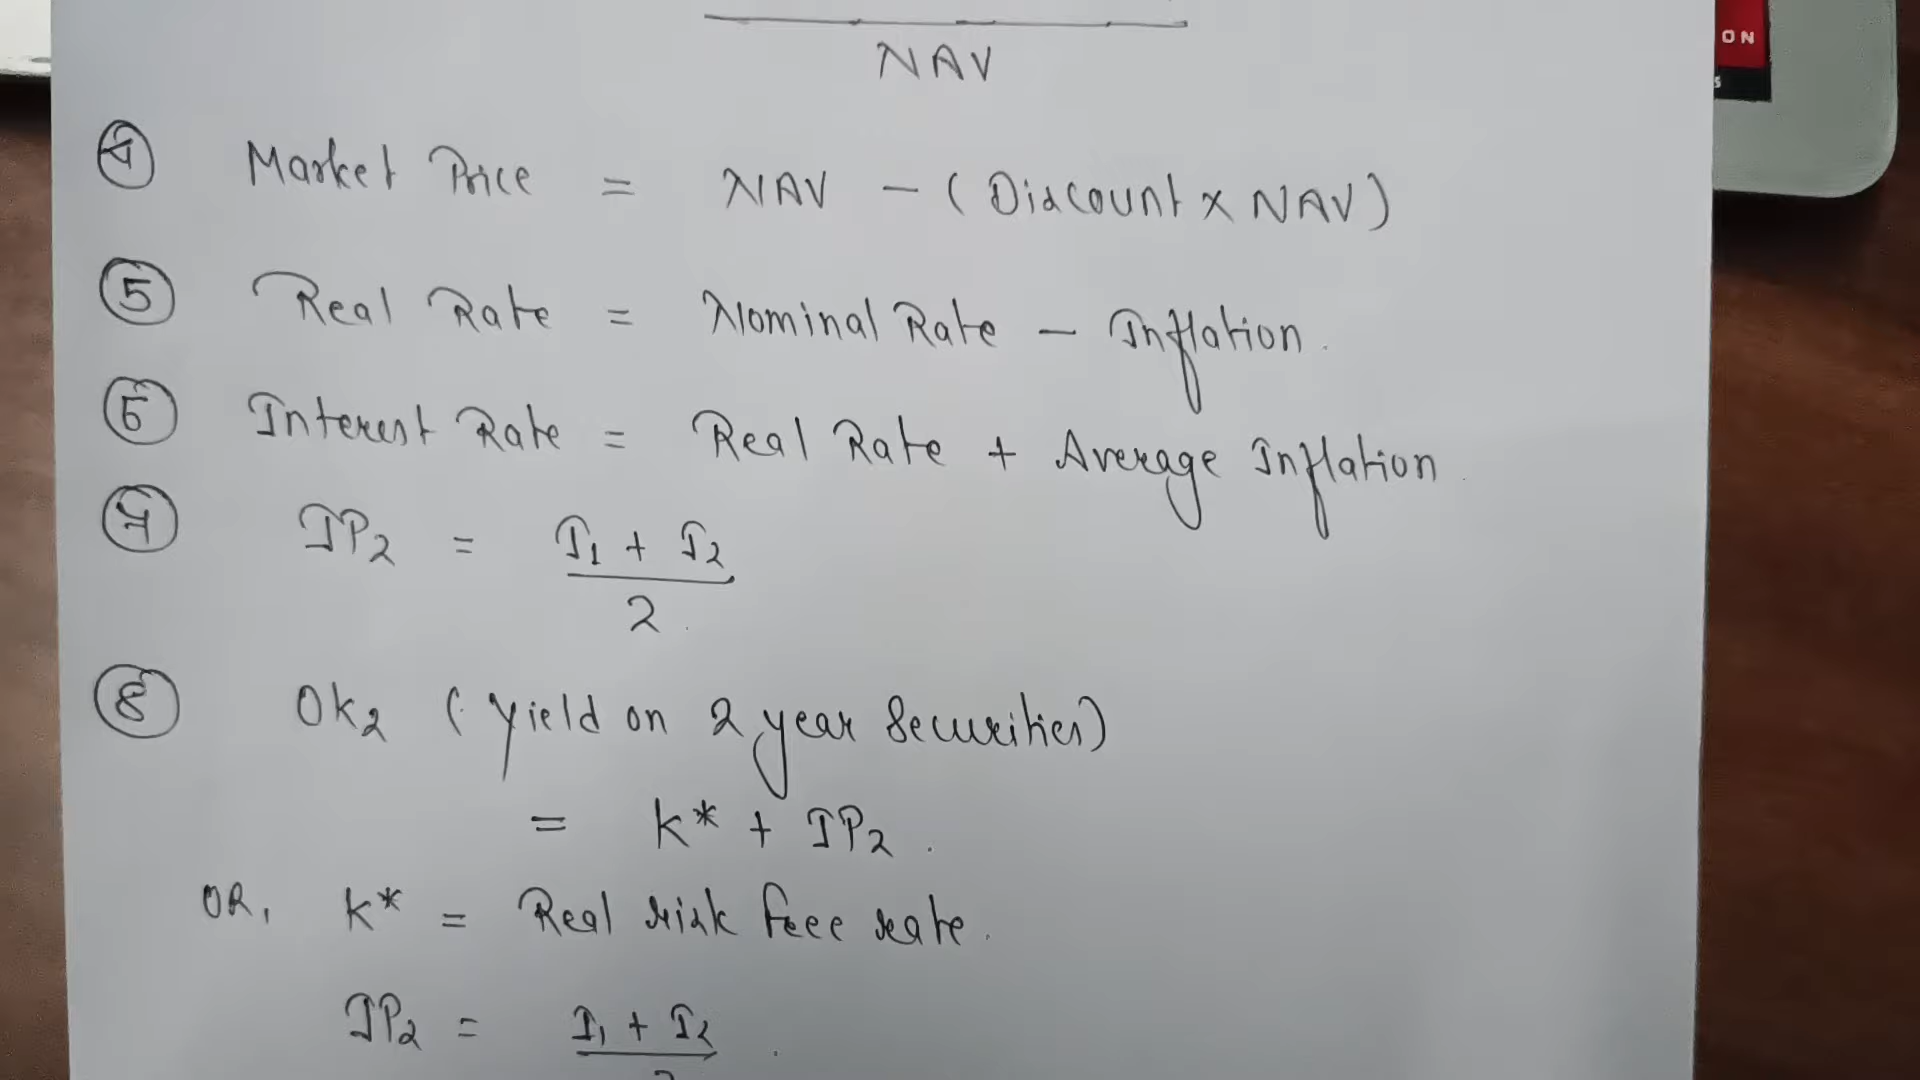 NAV
ON
S
④ Market Price = NAV - (Discount x NAV)
⑤ Real Rate = Nominal Rate - Inflation.
⑥ Interest Rate = Real Rate + Average Inflation.
⑦ IP2 = I1 + I2
2.
⑧ Ok2 (Yield on 2 year Securities)
= K* + IP2.
OR, K* = Real risk free rate.
IP2 = I1 + I2.
2